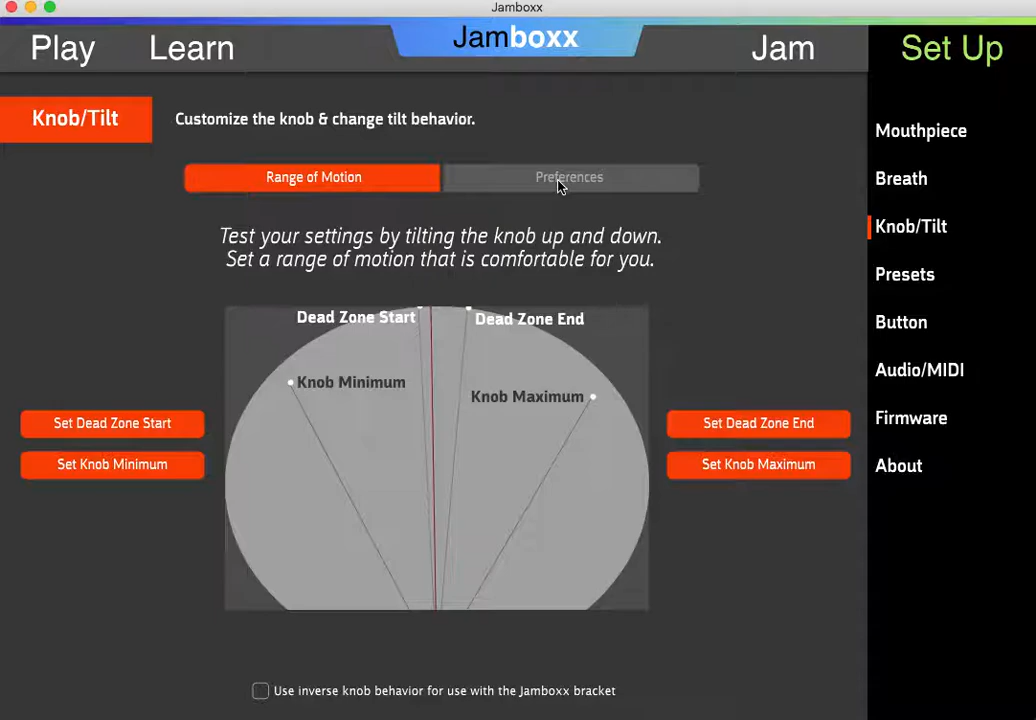 Jamboxx
Play
Learn
Jamboxx
Jam
Set Up
Knob/Tilt
Customize the knob & change tilt behavior.
Range of Motion
Preferences
Test your settings by tilting the knob up and down.
Set a range of motion that is comfortable for you.
Dead Zone Start
Dead Zone End
Knob Minimum
Knob Maximum
Set Dead Zone Start
Set Knob Minimum
Set Dead Zone End
Set Knob Maximum
Use inverse knob behavior for use with the Jamboxx bracket
Mouthpiece
Breath
Knob/Tilt
Presets
Button
Audio/MIDI
Firmware
About